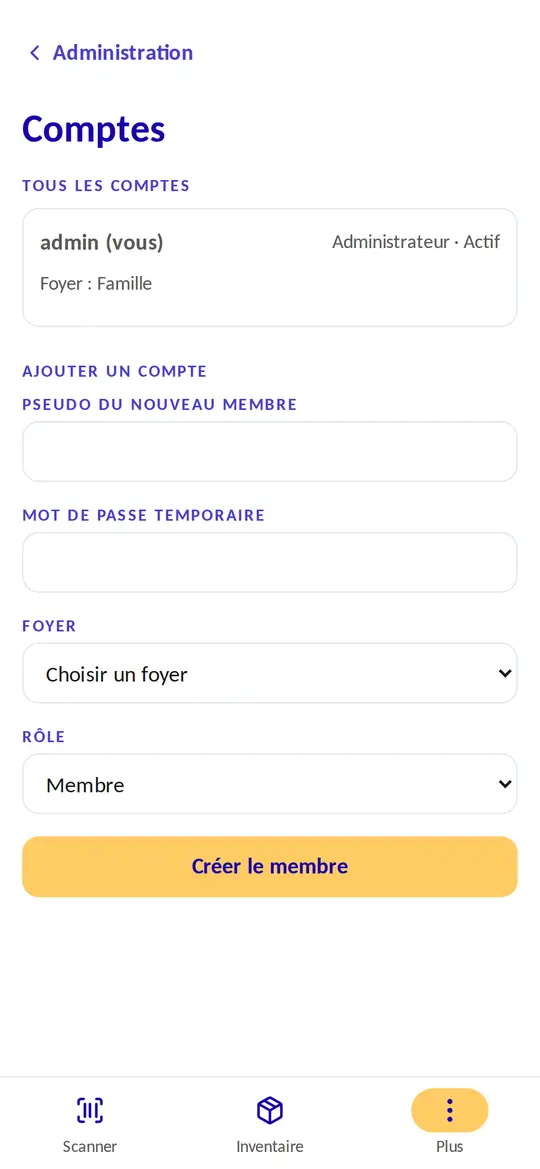 Administration
Comptes
TOUS LES COMPTES
admin (vous) Administrateur · Actif
Foyer : Famille
AJOUTER UN COMPTE
PSEUDO DU NOUVEAU MEMBRE
MOT DE PASSE TEMPORAIRE
FOYER
Choisir un foyer
RÔLE
Membre
Créer le membre
Scanner Inventaire Plus